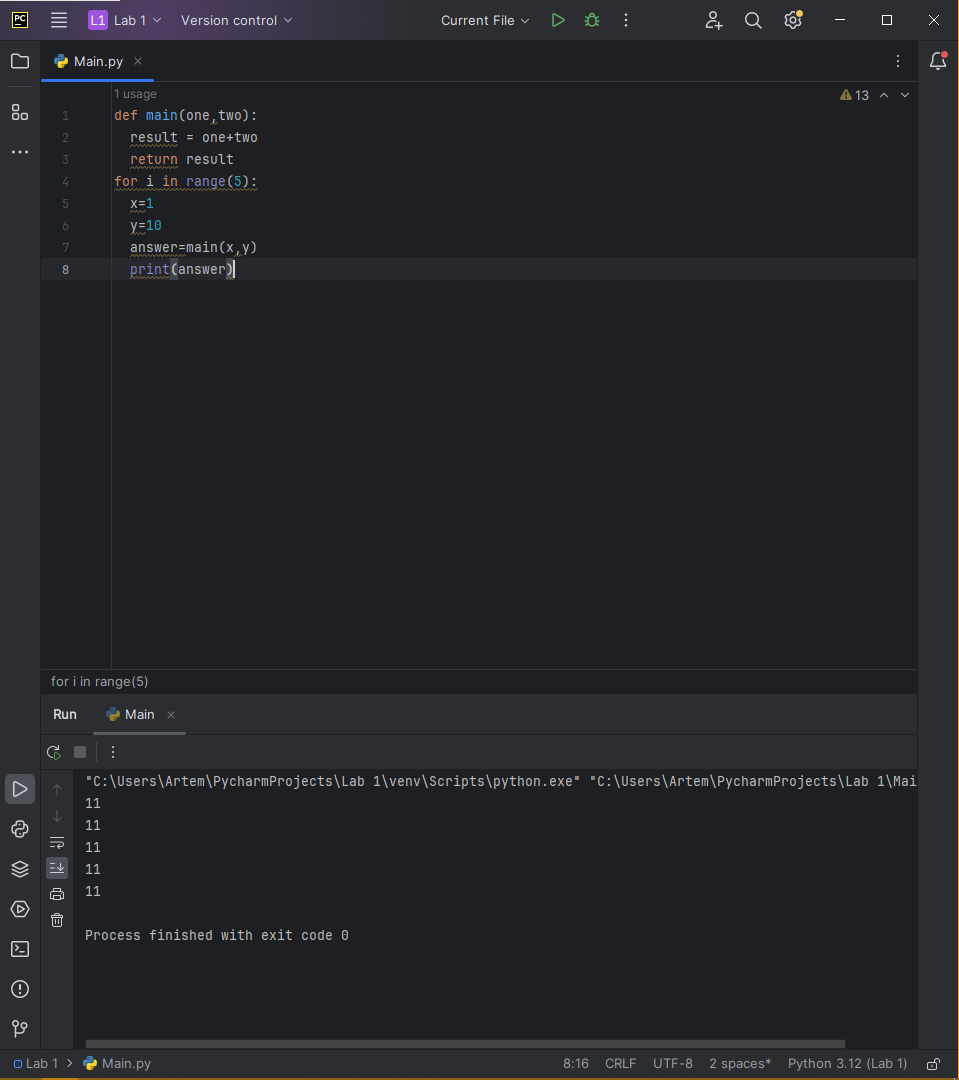 PC L1 Lab 1 Version control Current File
Main.py
1 usage 13
1 def main(one,two):
2   result = one+two
3   return result
4 for i in range(5):
5   x=1
6   y=10
7   answer=main(x,y)
8   print(answer)
for i in range(5)
Run Main
"C:\Users\Artem\PycharmProjects\Lab 1\venv\Scripts\python.exe" "C:\Users\Artem\PycharmProjects\Lab 1\Mai
11
11
11
11
11
Process finished with exit code 0
Lab 1 Main.py 8:16 CRLF UTF-8 2 spaces* Python 3.12 (Lab 1)